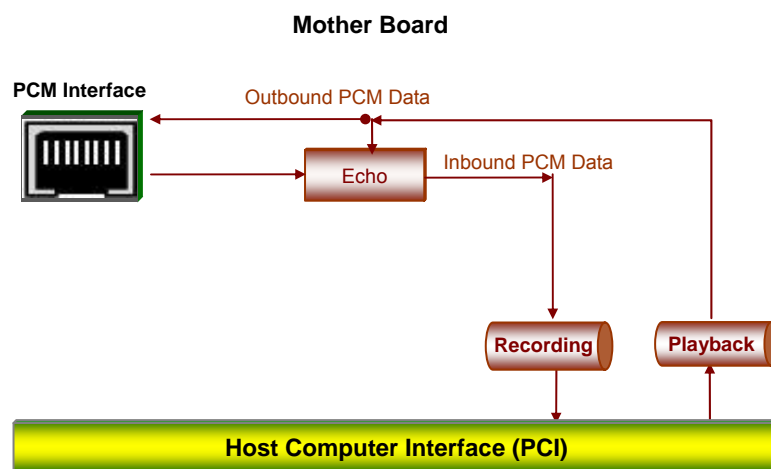 Mother Board
PCM Interface
Outbound PCM Data
Echo
Inbound PCM Data
Recording
Playback
Host Computer Interface (PCI)